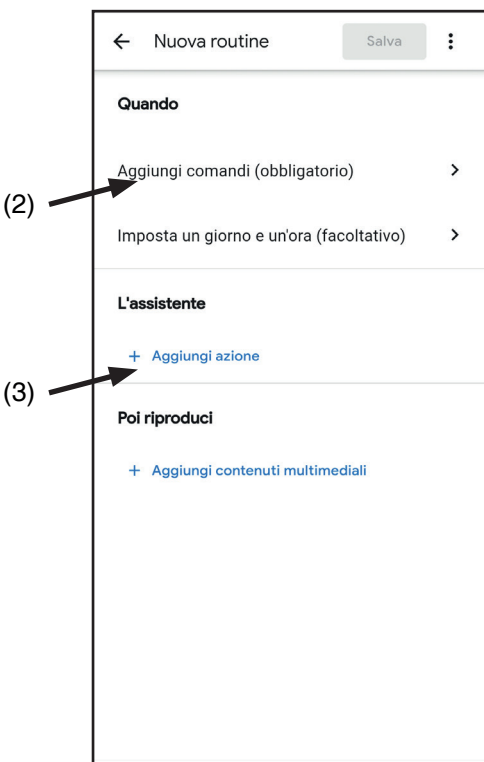 Nuova routine Salva
Quando
(2) Aggiungi comandi (obbligatorio)
Imposta un giorno e un'ora (facoltativo)
L'assistente
+ Aggiungi azione
(3)
Poi riproduci
+ Aggiungi contenuti multimediali